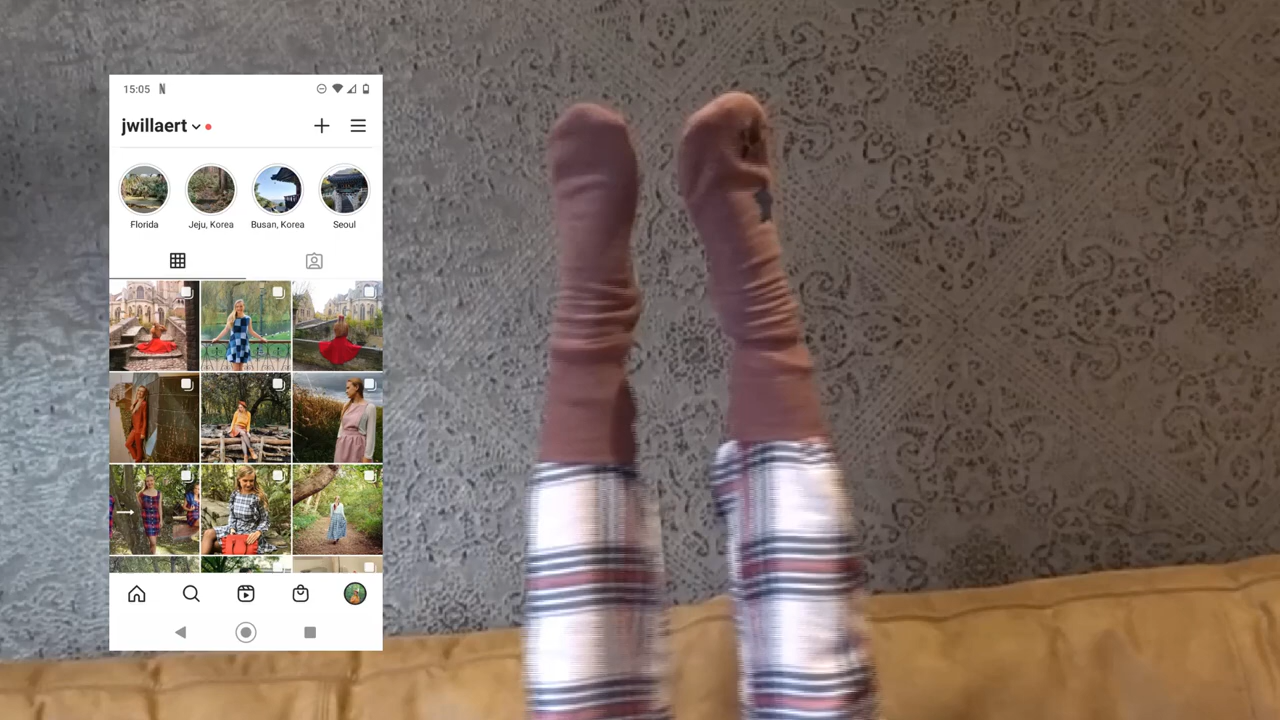 15:05
jwillaert
Florida
Jeju, Korea
Busan, Korea
Seoul